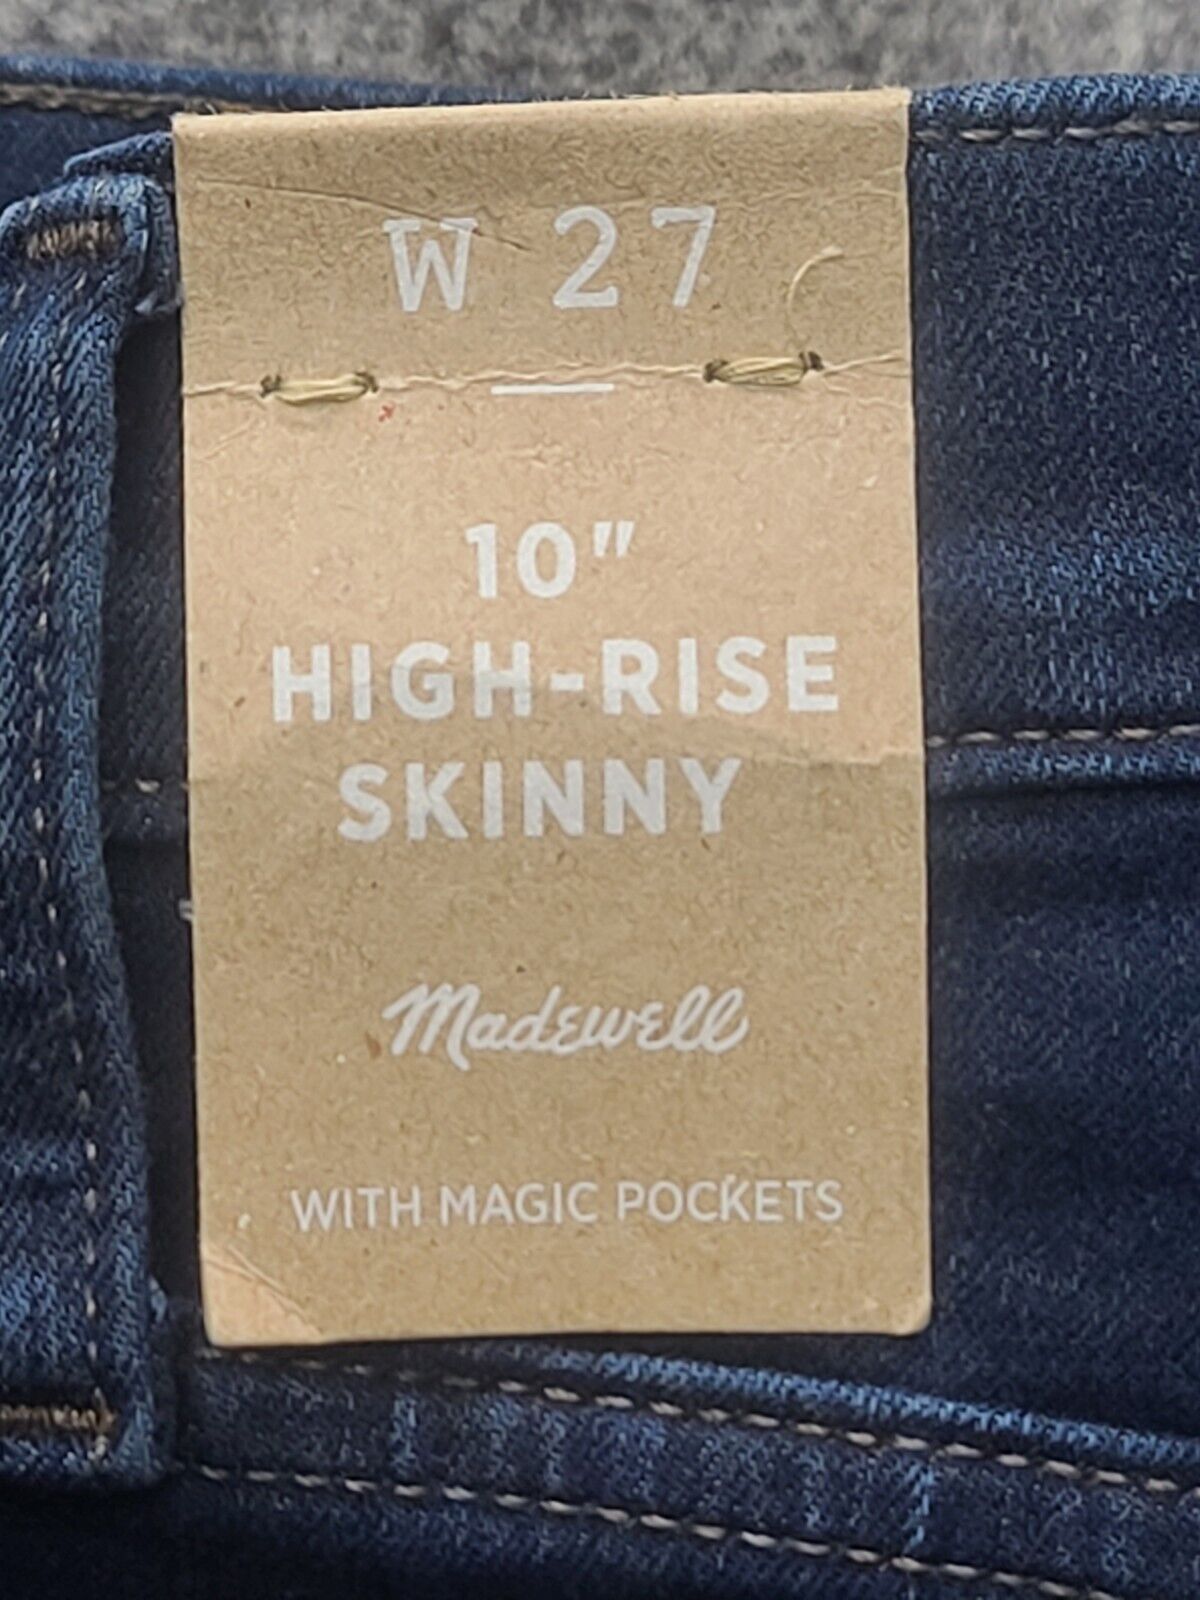 W 27
10"
HIGH-RISE
SKINNY
Madewell
WITH MAGIC POCKETS